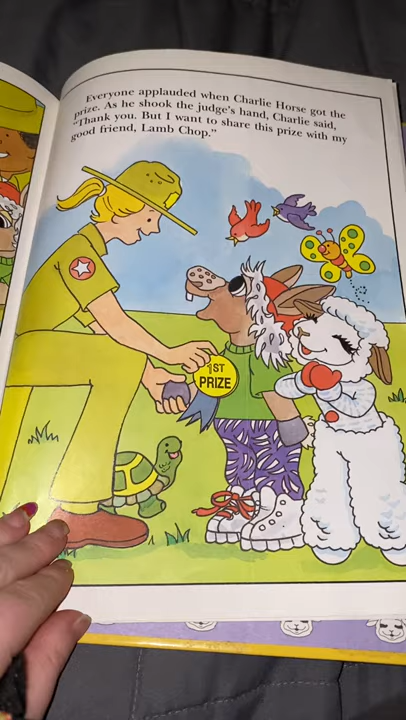 Everyone applauded when Charlie Horse got the
prize. As he shook the judge's hand, Charlie said,
"Thank you. But I want to share this prize with my
good friend, Lamb Chop."
1ST
PRIZE